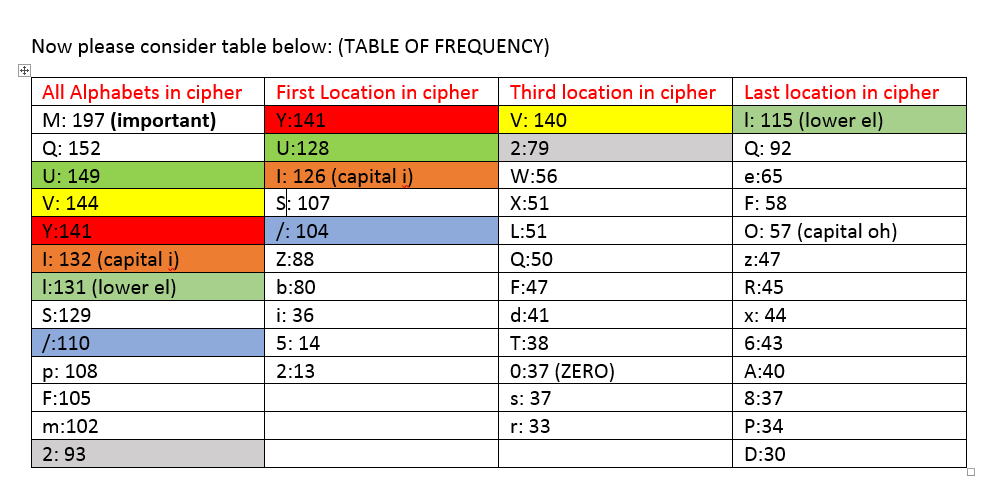 Now please consider table below: (TABLE OF FREQUENCY)
All Alphabets in cipher First Location in cipher Third location in cipher Last location in cipher
M: 197 (important) Y:141 V: 140 l: 115 (lower el)
Q: 152 U:128 2:79 Q: 92
U: 149 I: 126 (capital i) W:56 e:65
V: 144 S: 107 X:51 F: 58
Y:141 /: 104 L:51 O: 57 (capital oh)
I: 132 (capital i) Z:88 Q:50 z:47
l:131 (lower el) b:80 F:47 R:45
S:129 i: 36 d:41 x: 44
/:110 5: 14 T:38 6:43
p: 108 2:13 0:37 (ZERO) A:40
F:105 s: 37 8:37
m:102 r: 33 P:34
2: 93 D:30